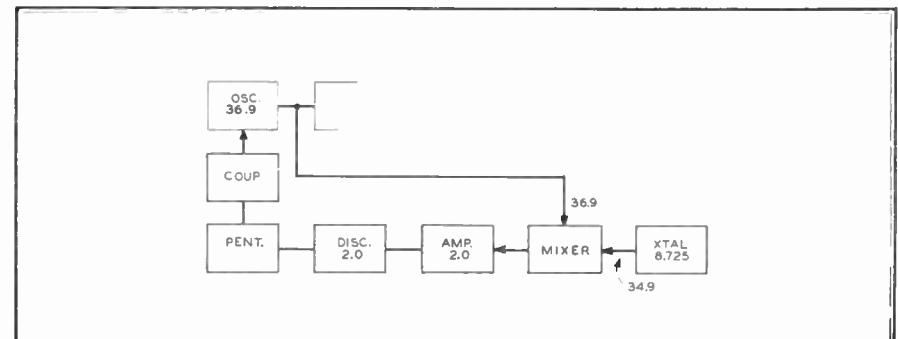 OSC.
36.9
COUP
36.9
PENT.
DISC.
2.0
AMP.
2.0
MIXER
XTAL
8.725
34.9